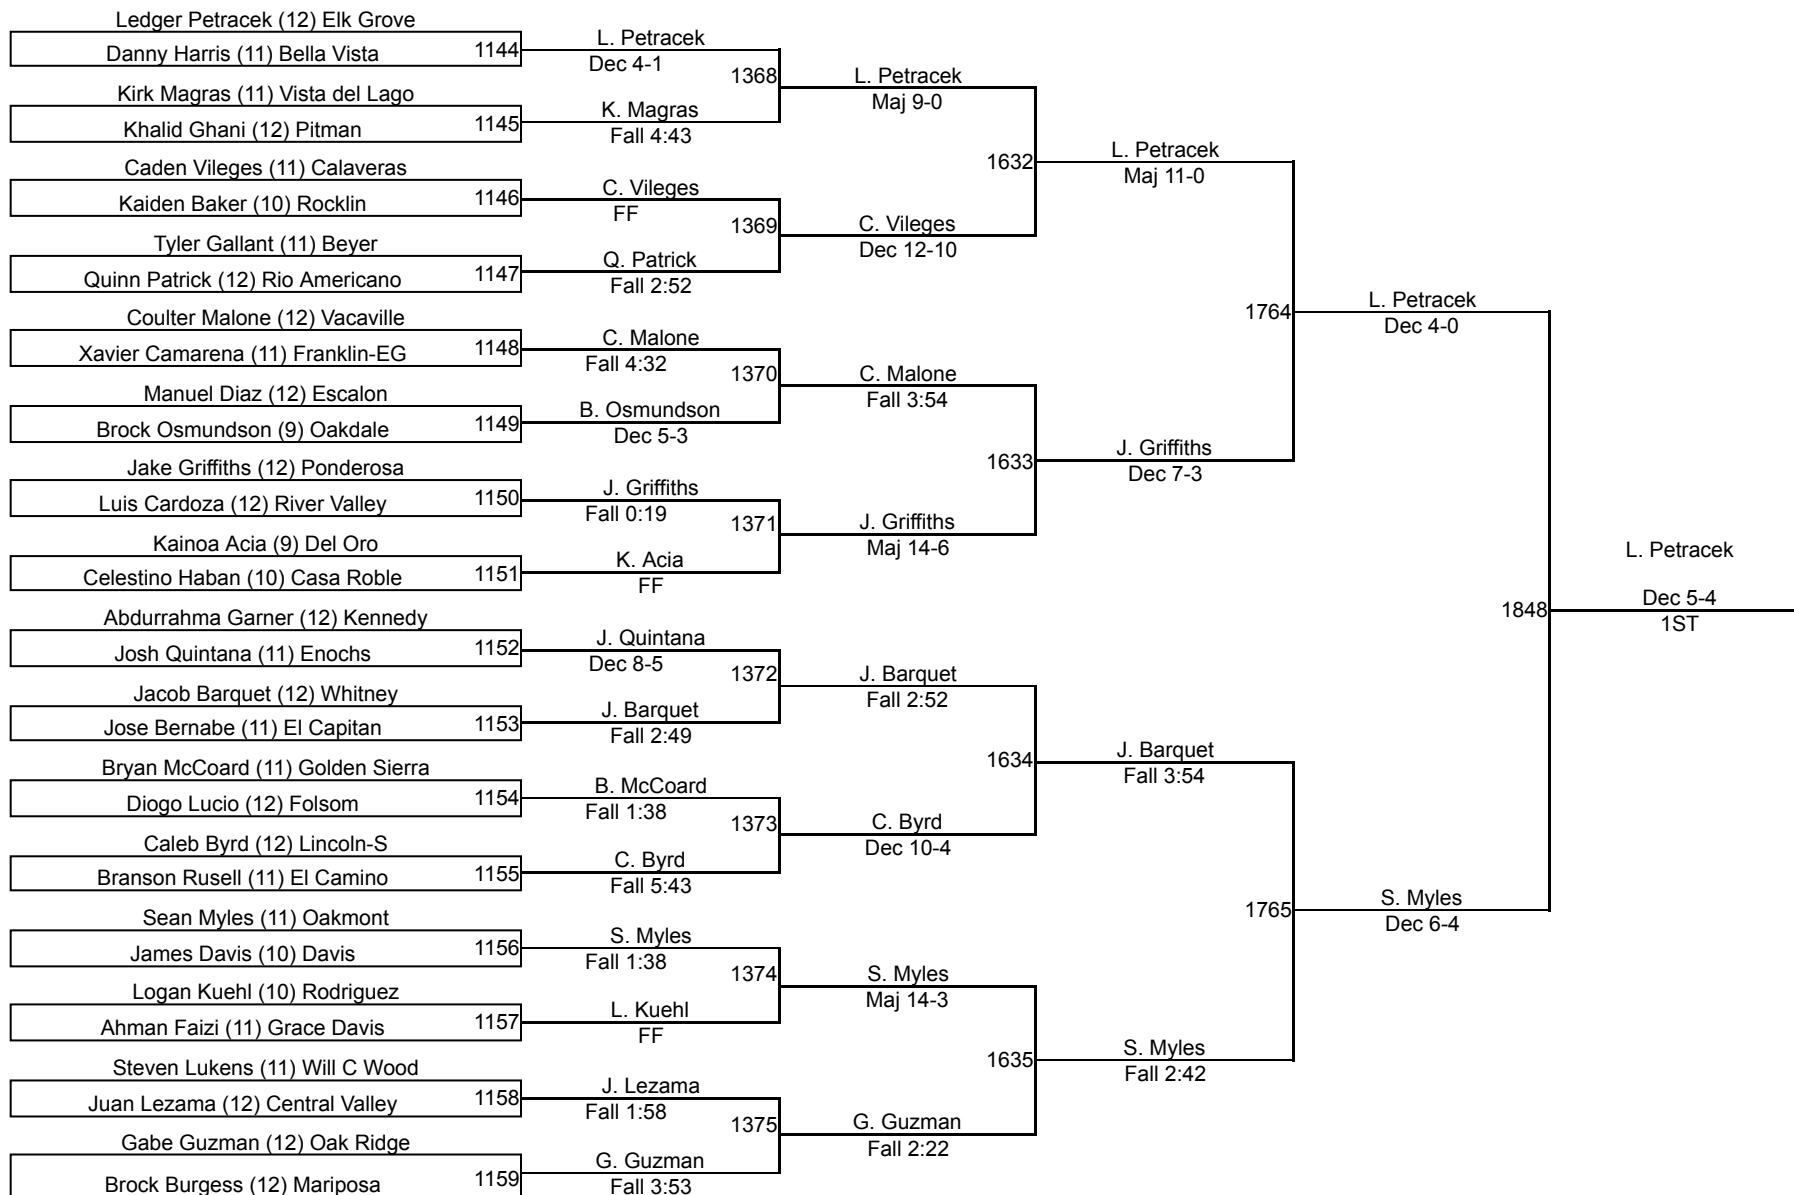 Ledger Petracek (12) Elk Grove
Danny Harris (11) Bella Vista
1144
Kirk Magras (11) Vista del Lago
Khalid Ghani (12) Pitman
1145
Caden Vileges (11) Calaveras
Kaiden Baker (10) Rocklin
1146
Tyler Gallant (11) Beyer
Quinn Patrick (12) Rio Americano
1147
Coulter Malone (12) Vacaville
Xavier Camarena (11) Franklin-EG
1148
Manuel Diaz (12) Escalon
Brock Osmundson (9) Oakdale
1149
Jake Griffiths (12) Ponderosa
Luis Cardoza (12) River Valley
1150
Kainoa Acia (9) Del Oro
Celestino Haban (10) Casa Roble
1151
Abdurrahma Garner (12) Kennedy
Josh Quintana (11) Enochs
1152
Jacob Barquet (12) Whitney
Jose Bernabe (11) El Capitan
1153
Bryan McCoard (11) Golden Sierra
Diogo Lucio (12) Folsom
1154
Caleb Byrd (12) Lincoln-S
Branson Rusell (11) El Camino
1155
Sean Myles (11) Oakmont
James Davis (10) Davis
1156
Logan Kuehl (10) Rodriguez
Ahman Faizi (11) Grace Davis
1157
Steven Lukens (11) Will C Wood
Juan Lezama (12) Central Valley
1158
Gabe Guzman (12) Oak Ridge
Brock Burgess (12) Mariposa
1159
L. Petracek
Dec 4-1
1368
K. Magras
Fall 4:43
C. Vileges
FF
1369
Q. Patrick
Fall 2:52
C. Malone
Fall 4:32
1370
B. Osmundson
Dec 5-3
J. Griffiths
Fall 0:19
1371
K. Acia
FF
J. Quintana
Dec 8-5
1372
J. Barquet
Fall 2:49
B. McCoard
Fall 1:38
1373
C. Byrd
Fall 5:43
S. Myles
Fall 1:38
1374
L. Kuehl
FF
J. Lezama
Fall 1:58
1375
G. Guzman
Fall 3:53
L. Petracek
Maj 9-0
1632
C. Vileges
Dec 12-10
C. Malone
Fall 3:54
1633
J. Griffiths
Maj 14-6
J. Barquet
Fall 2:52
1634
C. Byrd
Dec 10-4
S. Myles
Maj 14-3
1635
G. Guzman
Fall 2:22
L. Petracek
Maj 11-0
1764
J. Griffiths
Dec 7-3
J. Barquet
Fall 3:54
1765
S. Myles
Fall 2:42
L. Petracek
Dec 4-0
1848
S. Myles
Dec 6-4
L. Petracek
Dec 5-4
1ST